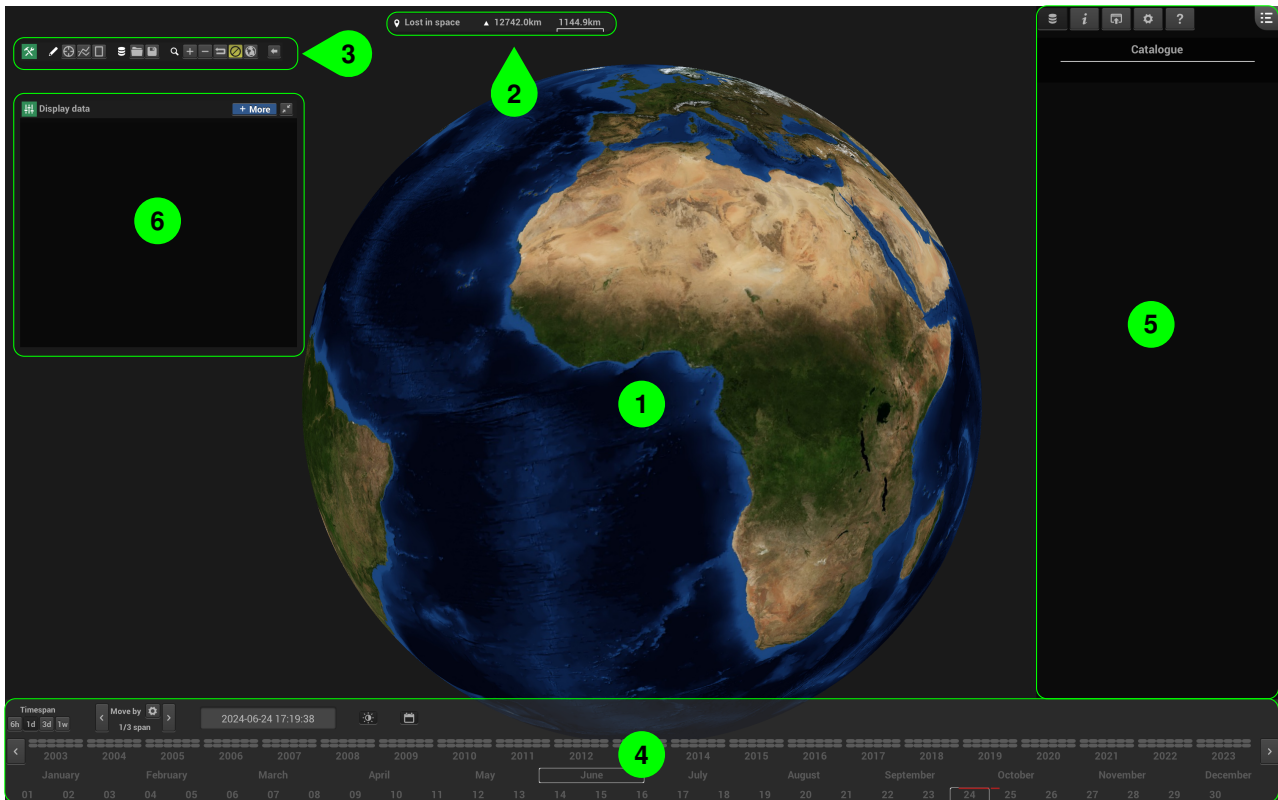 Lost in space 12742.0km 1144.9km
i ?
3
Catalogue
2
Display data + More
6
5
1
Timespan
6h 1d 3d 1w
Move by
1/3 span
2024-06-24 17:19:38
4
2003 2004 2005 2006 2007 2008 2009 2010 2011 2012 2014 2015 2016 2017 2018 2019 2020 2021 2022 2023
January February March April May June July August September October November December
01 02 03 04 05 06 07 08 09 10 11 12 13 14 15 16 17 18 19 20 21 22 23 24 25 26 27 28 29 30